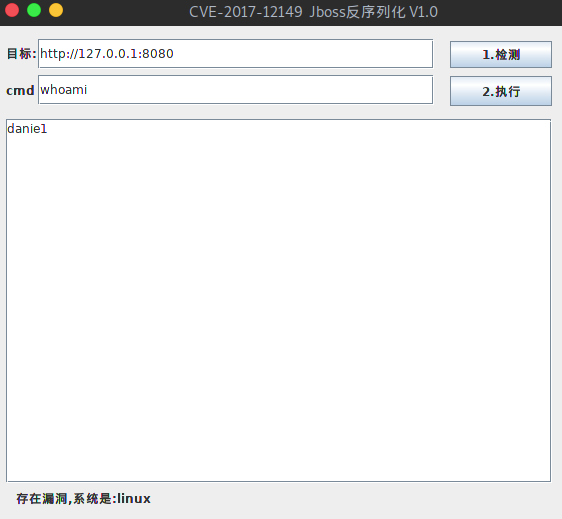 CVE-2017-12149 Jboss反序列化 V1.0
目标: http://127.0.0.1:8080 1.检测
cmd whoami 2.执行
daniel
存在漏洞,系统是:linux